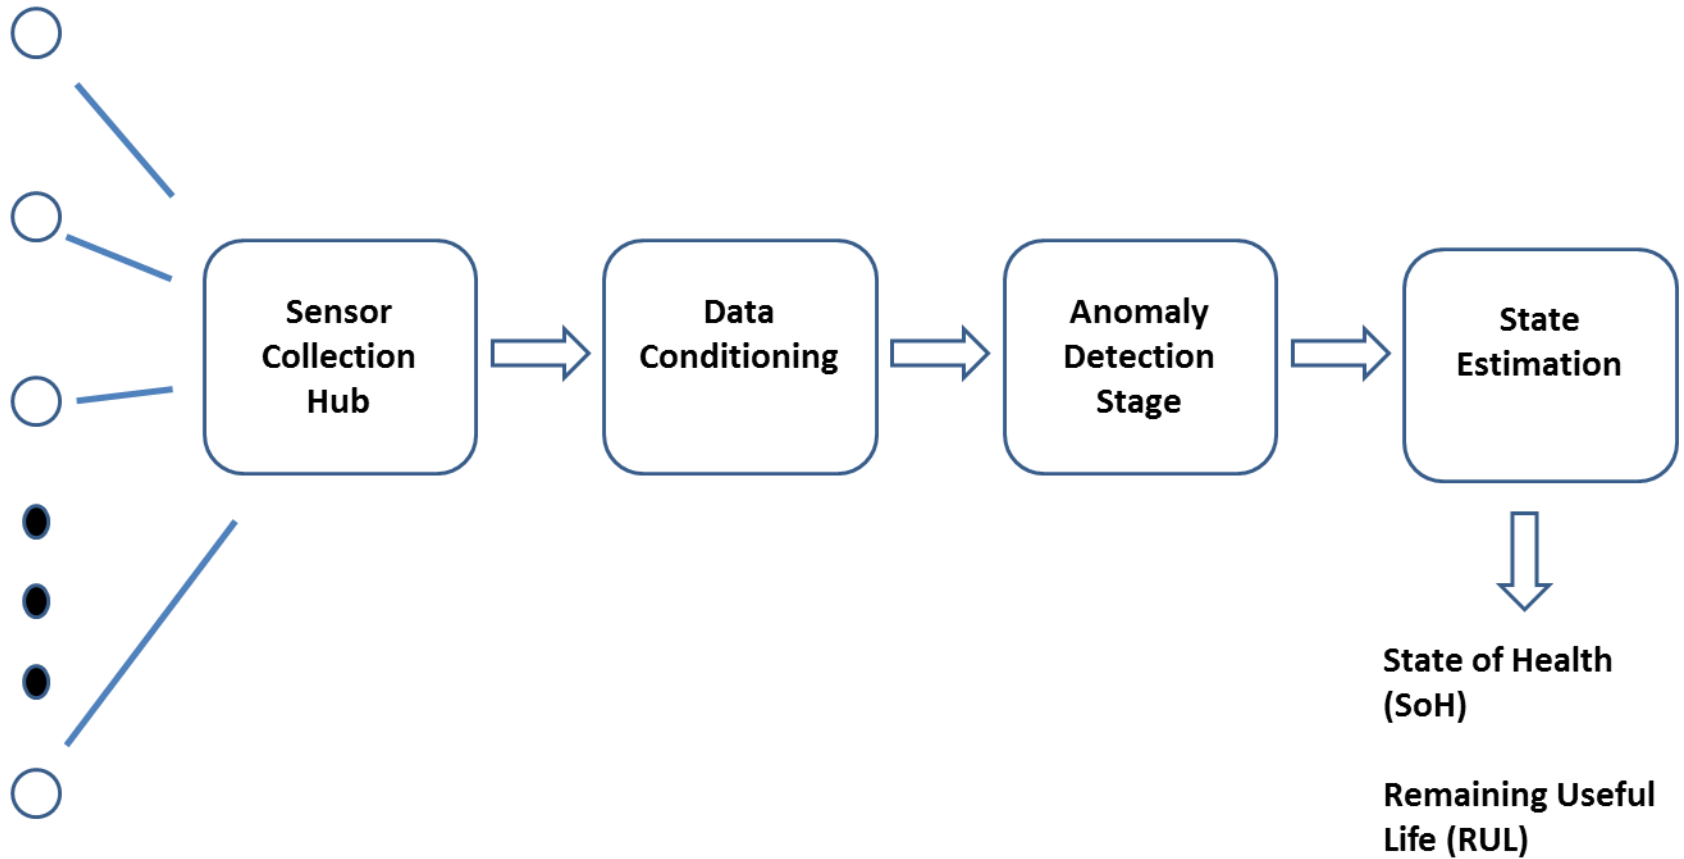 Sensor
Collection
Hub
Data
Conditioning
Anomaly
Detection
Stage
State
Estimation
State of Health
(SoH)
Remaining Useful
Life (RUL)